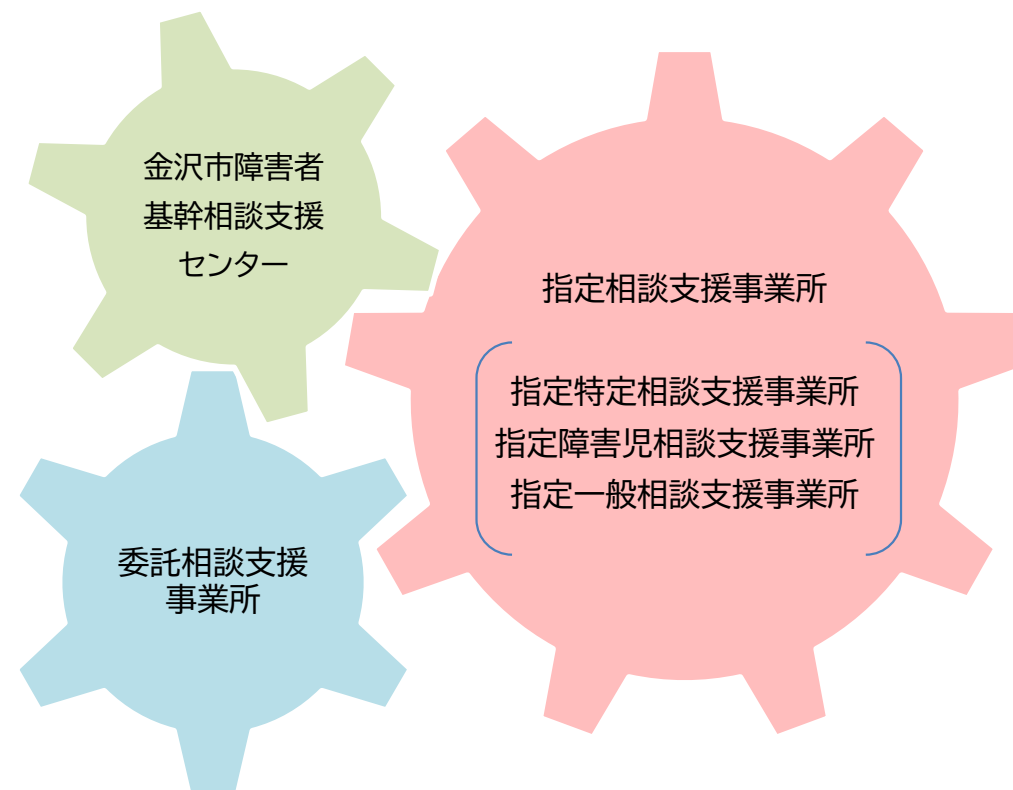 金沢市障害者
基幹相談支援
センター
指定相談支援事業所
指定特定相談支援事業所
指定障害児相談支援事業所
指定一般相談支援事業所
委託相談支援
事業所